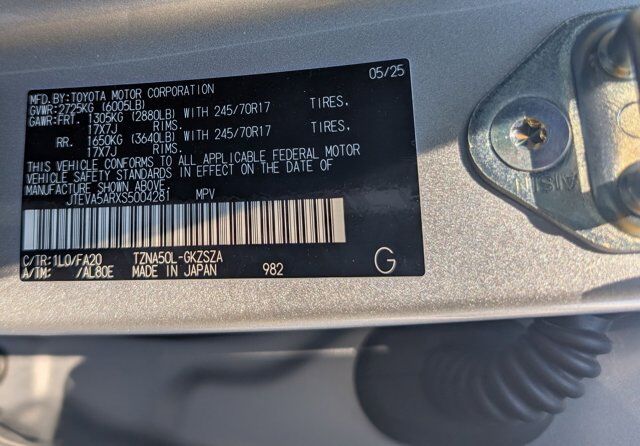 MFD.BY:TOYOTA MOTOR CORPORATION 05/25
GVWR:2725KG (6005LB)
GAWR:FRT. 1305KG (2880LB) WITH 245/70R17 TIRES,
17X7J RIMS.
RR. 1650KG (3640LB) WITH 245/70R17 TIRES,
17X7J RIMS.
THIS VEHICLE CONFORMS TO ALL APPLICABLE FEDERAL MOTOR
VEHICLE SAFETY STANDARDS IN EFFECT ON THE DATE OF
MANUFACTURE SHOWN ABOVE.
JTEVA5ARXS5004281 MPV
C/TR:1L0/FA20 TZNA50L-GKZSZA
A/TM: /AL80E MADE IN JAPAN 982 G
AISIN